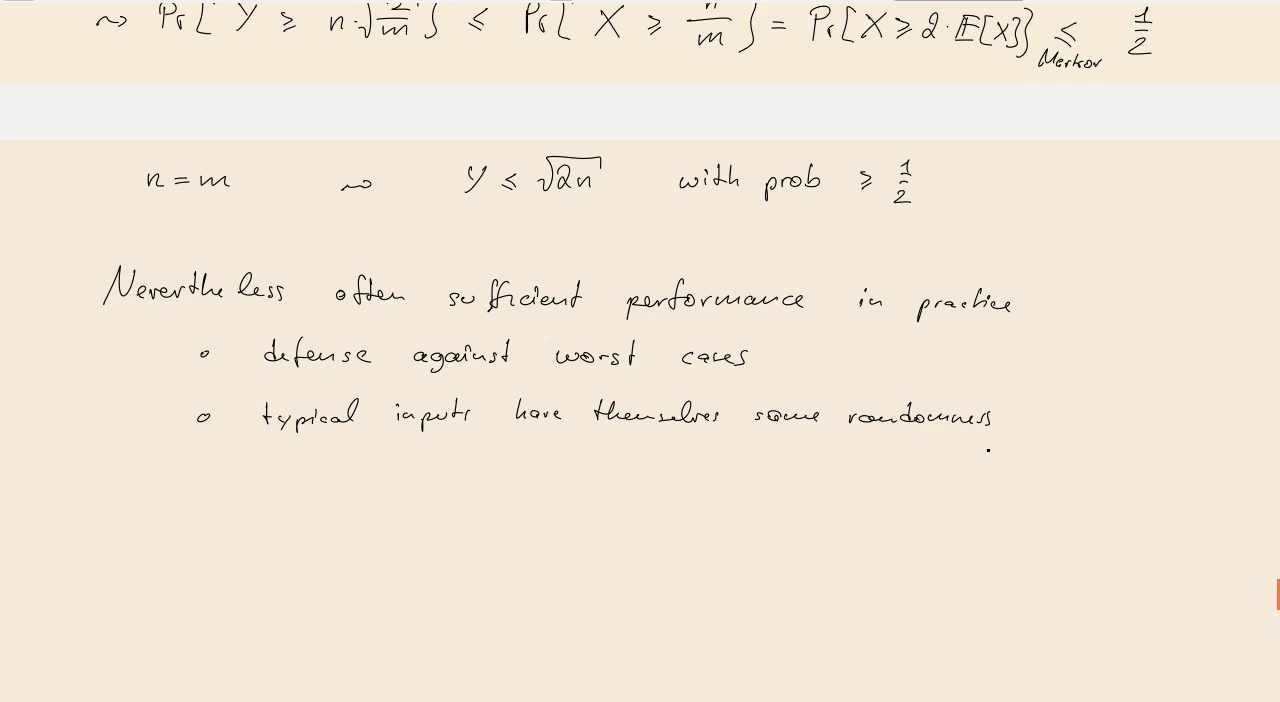 ⇝ Pr[ Y ≥ n·√(2/m) ] ≤ Pr[ X ≥ n²/m ] = Pr[X ≥ 2·E[X]] ≤ 1/2
Markov
n = m ⇝ Y ≤ √2n with prob ≥ 1/2
Nevertheless often sufficient performance in practice
∘ defense against worst cases
∘ typical inputs have themselves some randomness